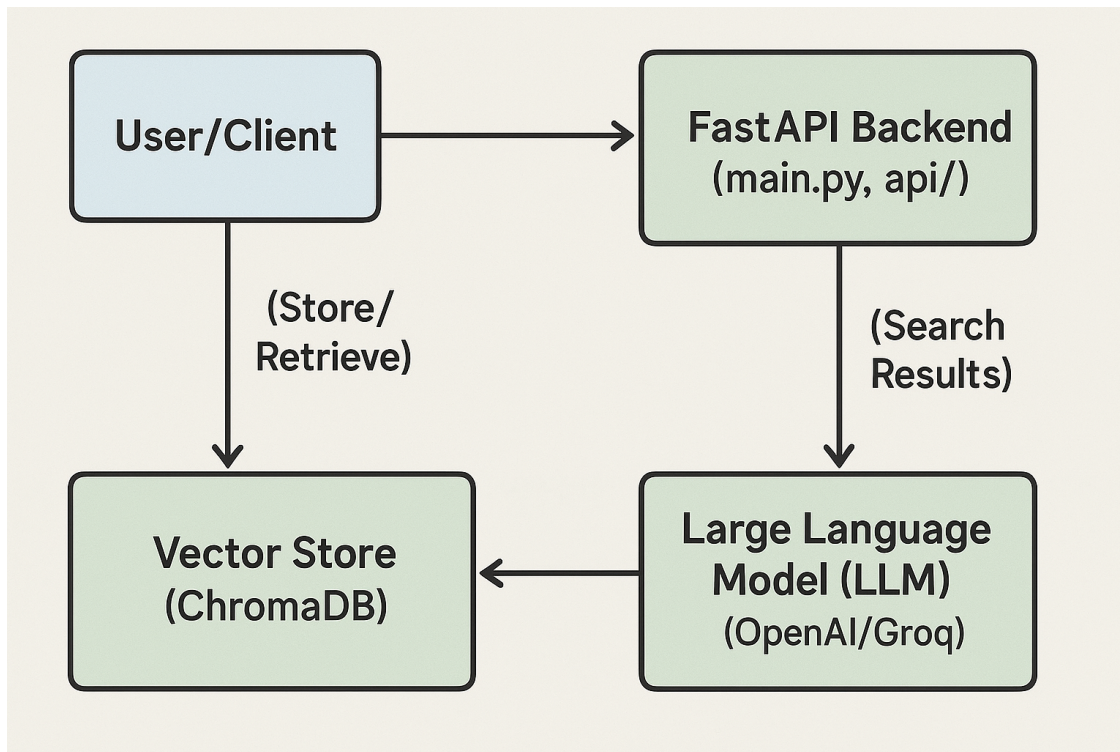 User/Client
FastAPI Backend
(main.py, api/)
(Store/
Retrieve)
(Search
Results)
Vector Store
(ChromaDB)
Large Language
Model (LLM)
(OpenAI/Groq)